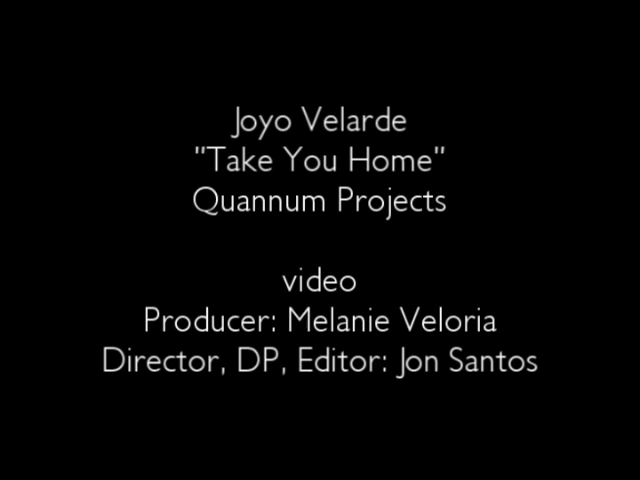 Joyo Velarde
"Take You Home"
Quannum Projects
video
Producer: Melanie Veloria
Director, DP, Editor: Jon Santos